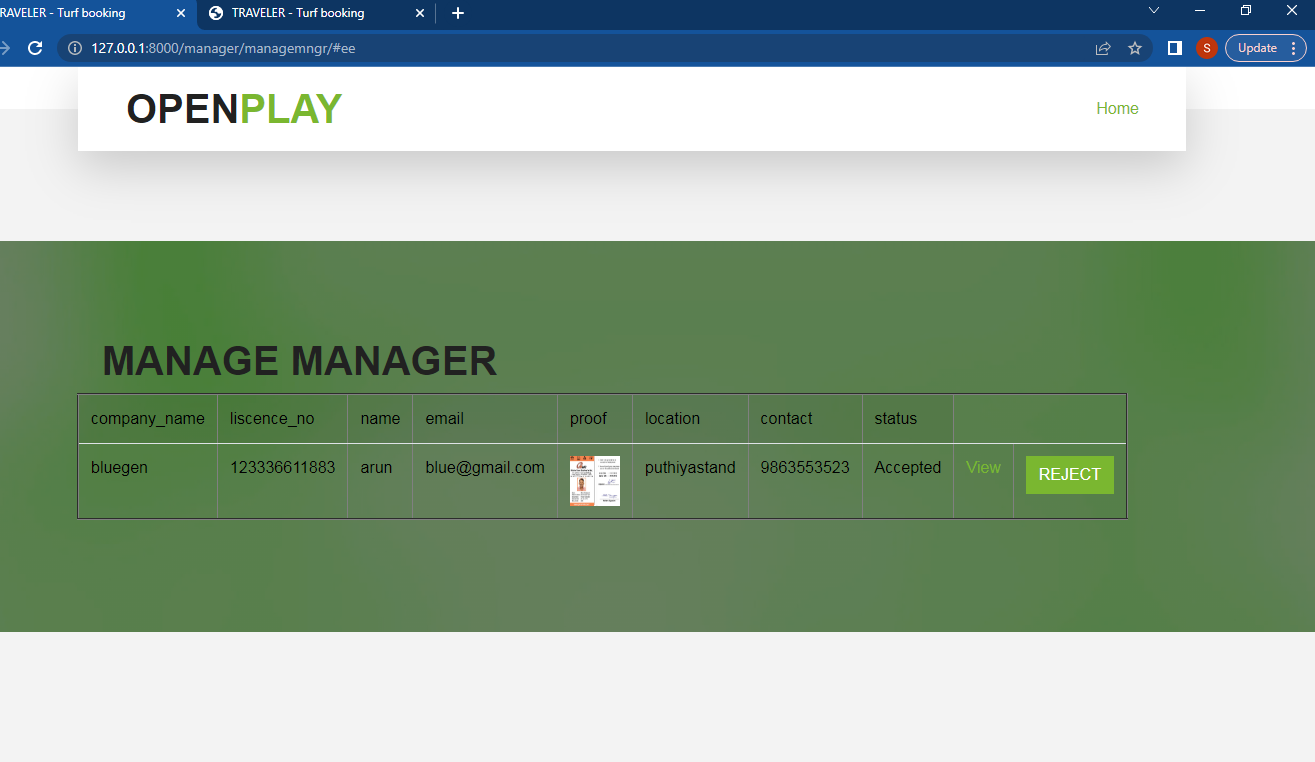 RAVELER - Turf booking
TRAVELER - Turf booking
127.0.0.1:8000/manager/managemngr/#ee
S
Update
OPENPLAY
Home
MANAGE MANAGER
company_name liscence_no name email proof location contact status
bluegen 123336611883 arun blue@gmail.com puthiyastand 9863553523 Accepted View REJECT